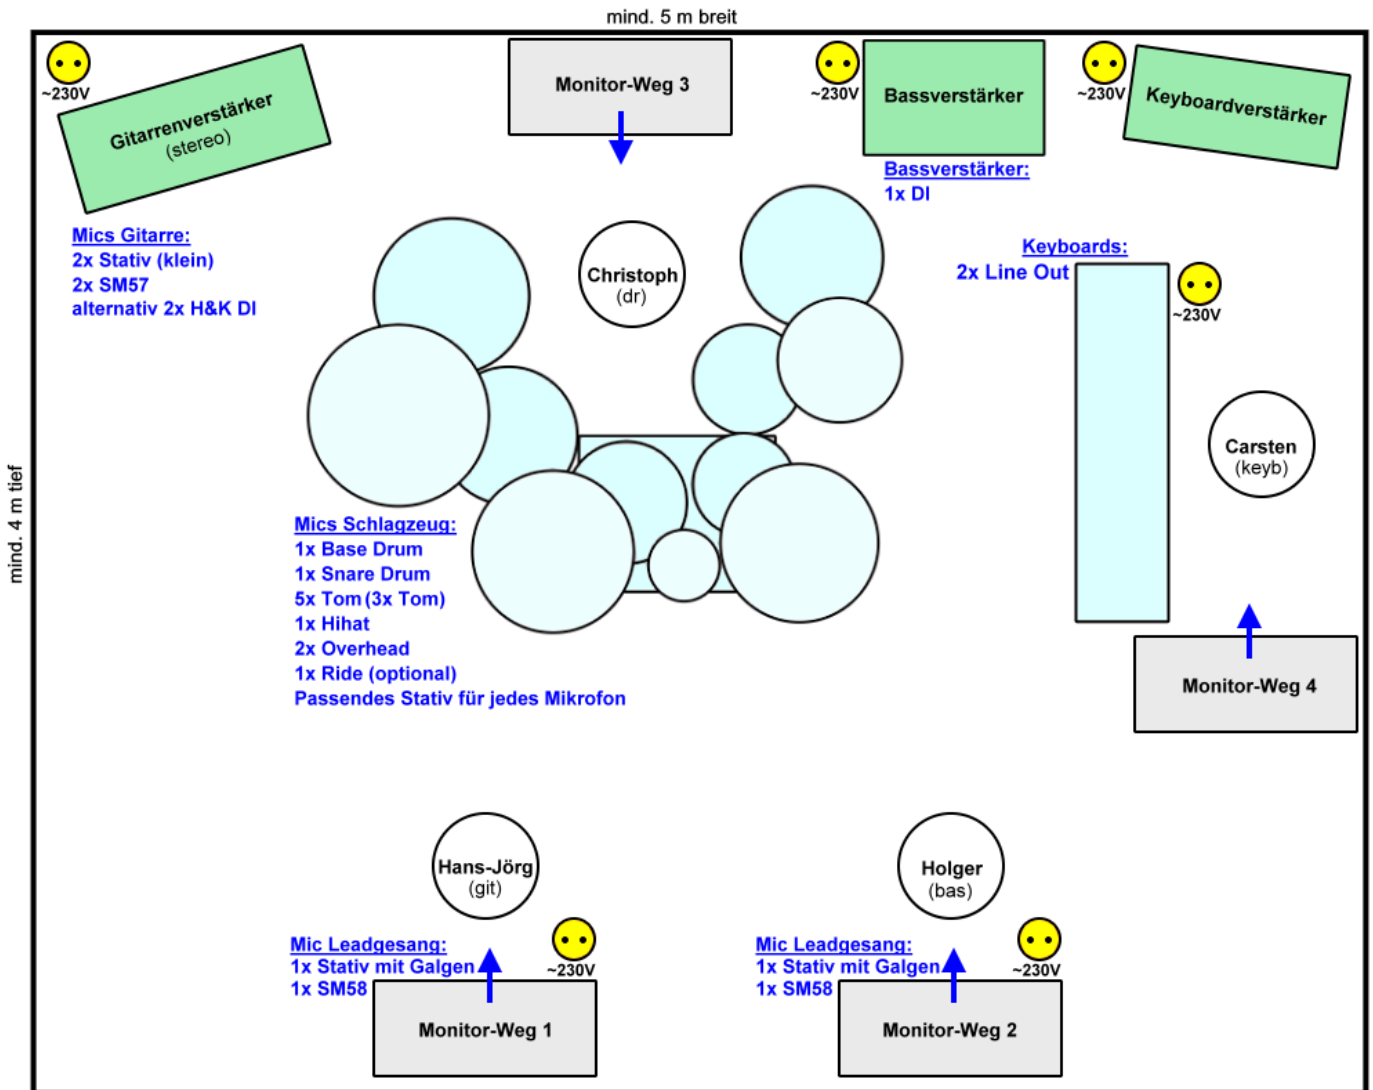 mind. 5 m breit
mind. 4 m tief
~230V
Gitarrenverstärker
(stereo)
Monitor-Weg 3
~230V
Bassverstärker
~230V
Keyboardverstärker
Bassverstärker:
1x DI
Mics Gitarre:
2x Stativ (klein)
2x SM57
alternativ 2x H&K DI
Christoph
(dr)
Keyboards:
2x Line Out
~230V
Carsten
(keyb)
Mics Schlagzeug:
1x Base Drum
1x Snare Drum
5x Tom (3x Tom)
1x Hihat
2x Overhead
1x Ride (optional)
Passendes Stativ für jedes Mikrofon
Monitor-Weg 4
Hans-Jörg
(git)
Holger
(bas)
Mic Leadgesang:
1x Stativ mit Galgen
1x SM58
~230V
Monitor-Weg 1
Mic Leadgesang:
1x Stativ mit Galgen
1x SM58
~230V
Monitor-Weg 2